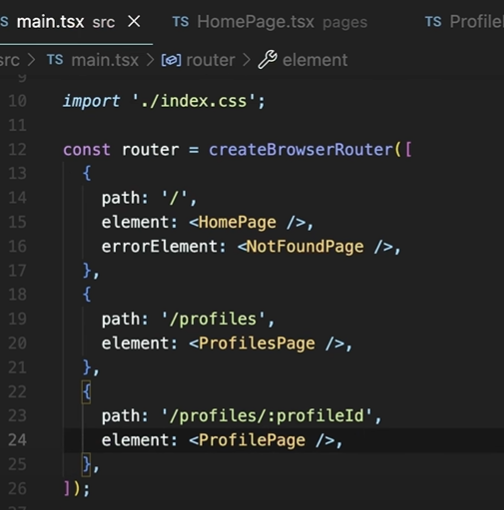 main.tsx src × TS HomePage.tsx pages TS
src > TS main.tsx > router > element
10 import './index.css';
11
12 const router = createBrowserRouter([
13 {
14 path: '/',
15 element: <HomePage />,
16 errorElement: <NotFoundPage />,
17 },
18 {
19 path: '/profiles',
20 element: <ProfilesPage />,
21 },
22 {
23 path: '/profiles/:profileId',
24 element: <ProfilePage />,
25 },
26 ]);